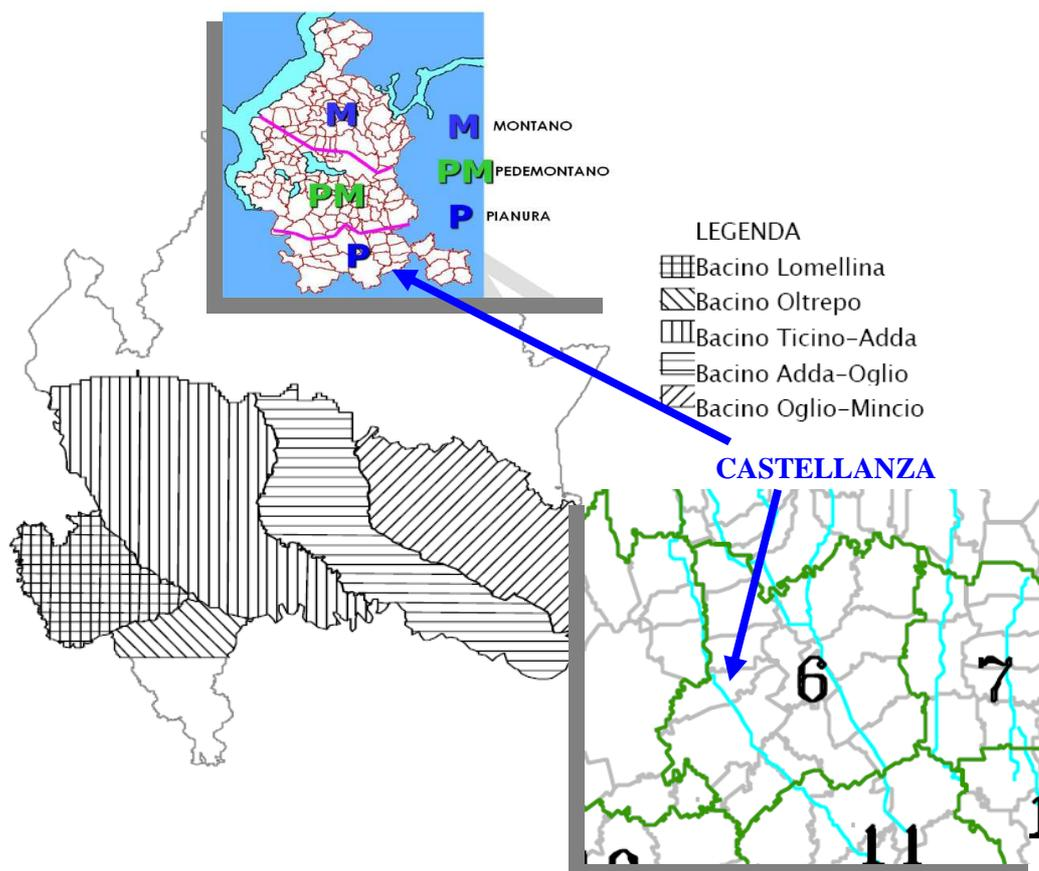 M
M MONTANO
PM PEDEMONTANO
PM
P PIANURA
P
LEGENDA
Bacino Lomellina
Bacino Oltrepo
Bacino Ticino-Adda
Bacino Adda-Oglio
Bacino Oglio-Mincio
CASTELLANZA
6
7
11